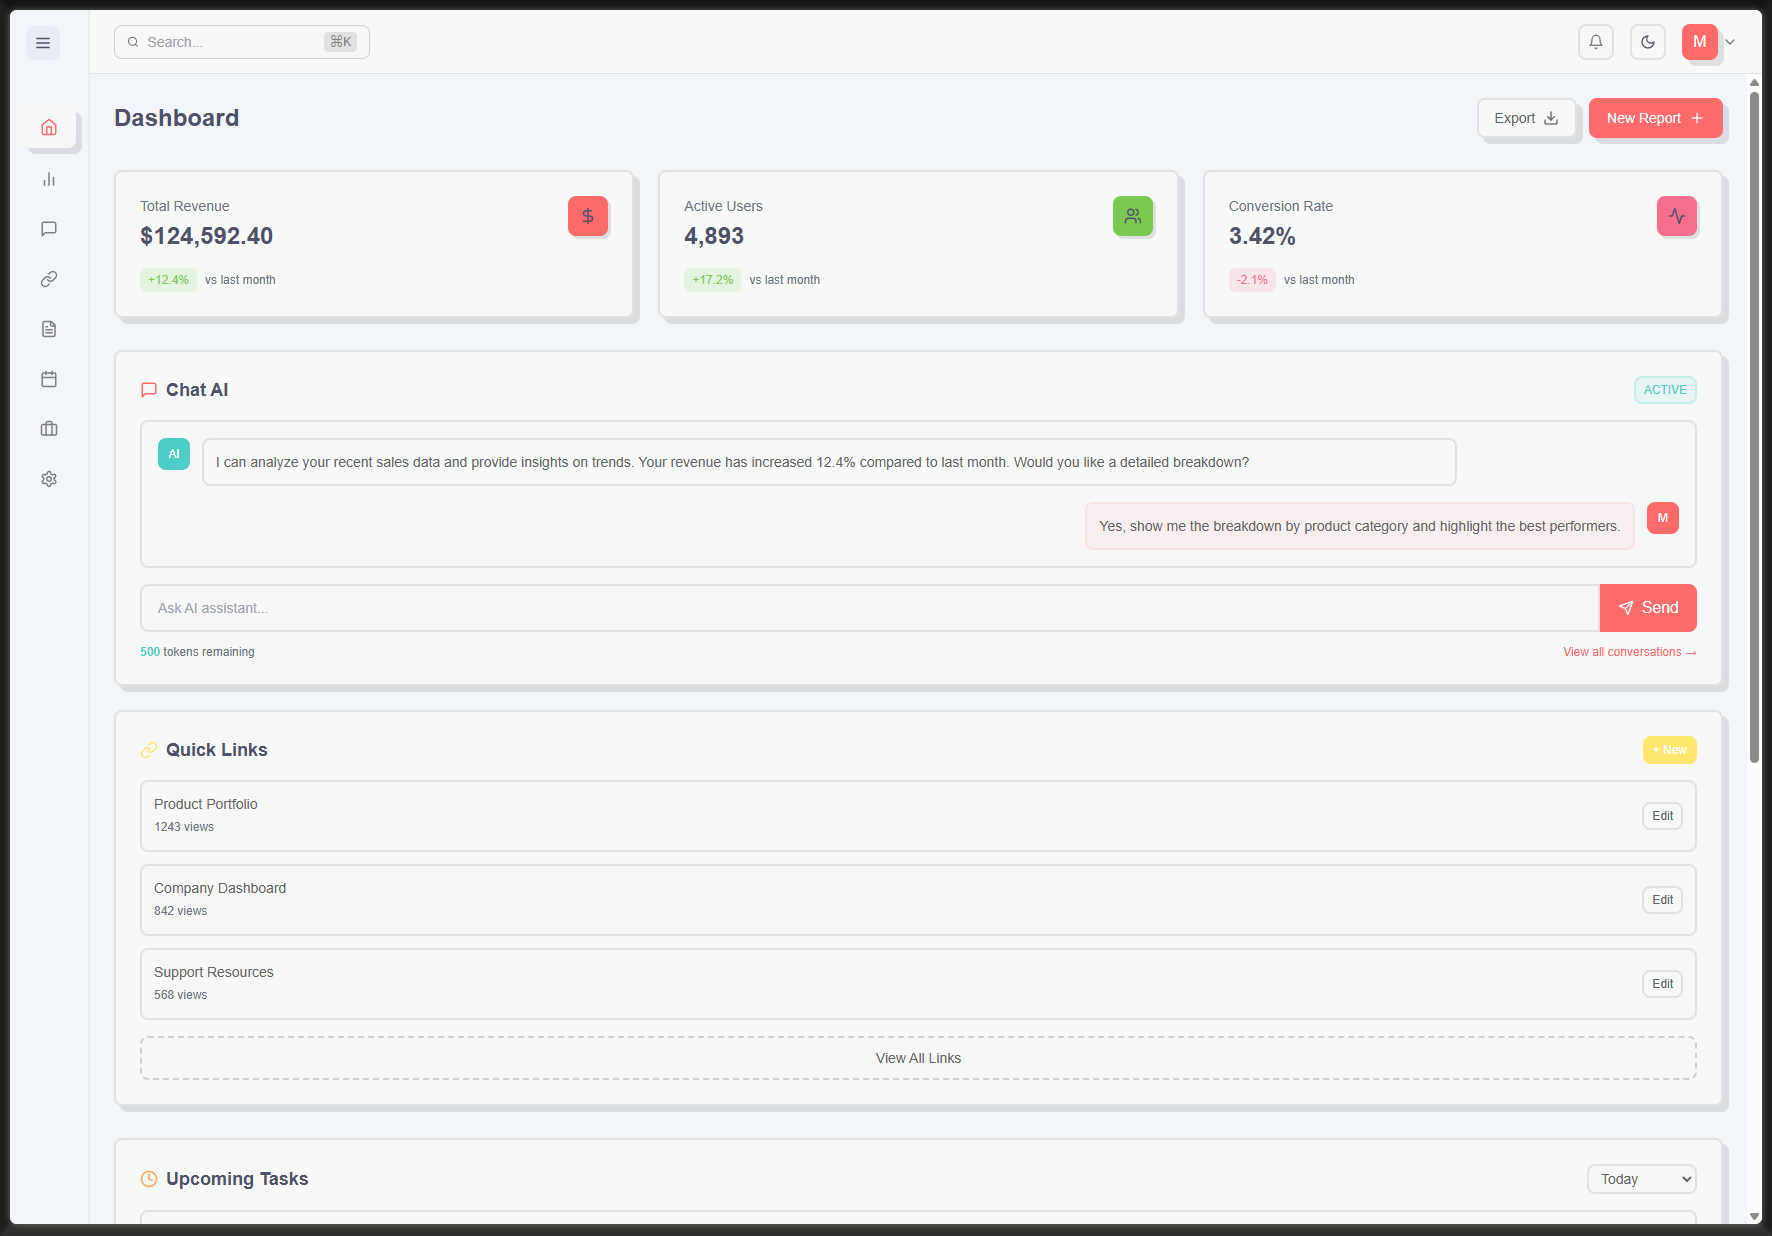 Search...
⌘K
M
Dashboard
Export
New Report
Total Revenue
$124,592.40
+12.4% vs last month
Active Users
4,893
+17.2% vs last month
Conversion Rate
3.42%
-2.1% vs last month
Chat AI
ACTIVE
AI
I can analyze your recent sales data and provide insights on trends. Your revenue has increased 12.4% compared to last month. Would you like a detailed breakdown?
Yes, show me the breakdown by product category and highlight the best performers.
M
Ask AI assistant...
Send
500 tokens remaining
View all conversations →
Quick Links
+ New
Product Portfolio
1243 views
Edit
Company Dashboard
842 views
Edit
Support Resources
568 views
Edit
View All Links
Upcoming Tasks
Today